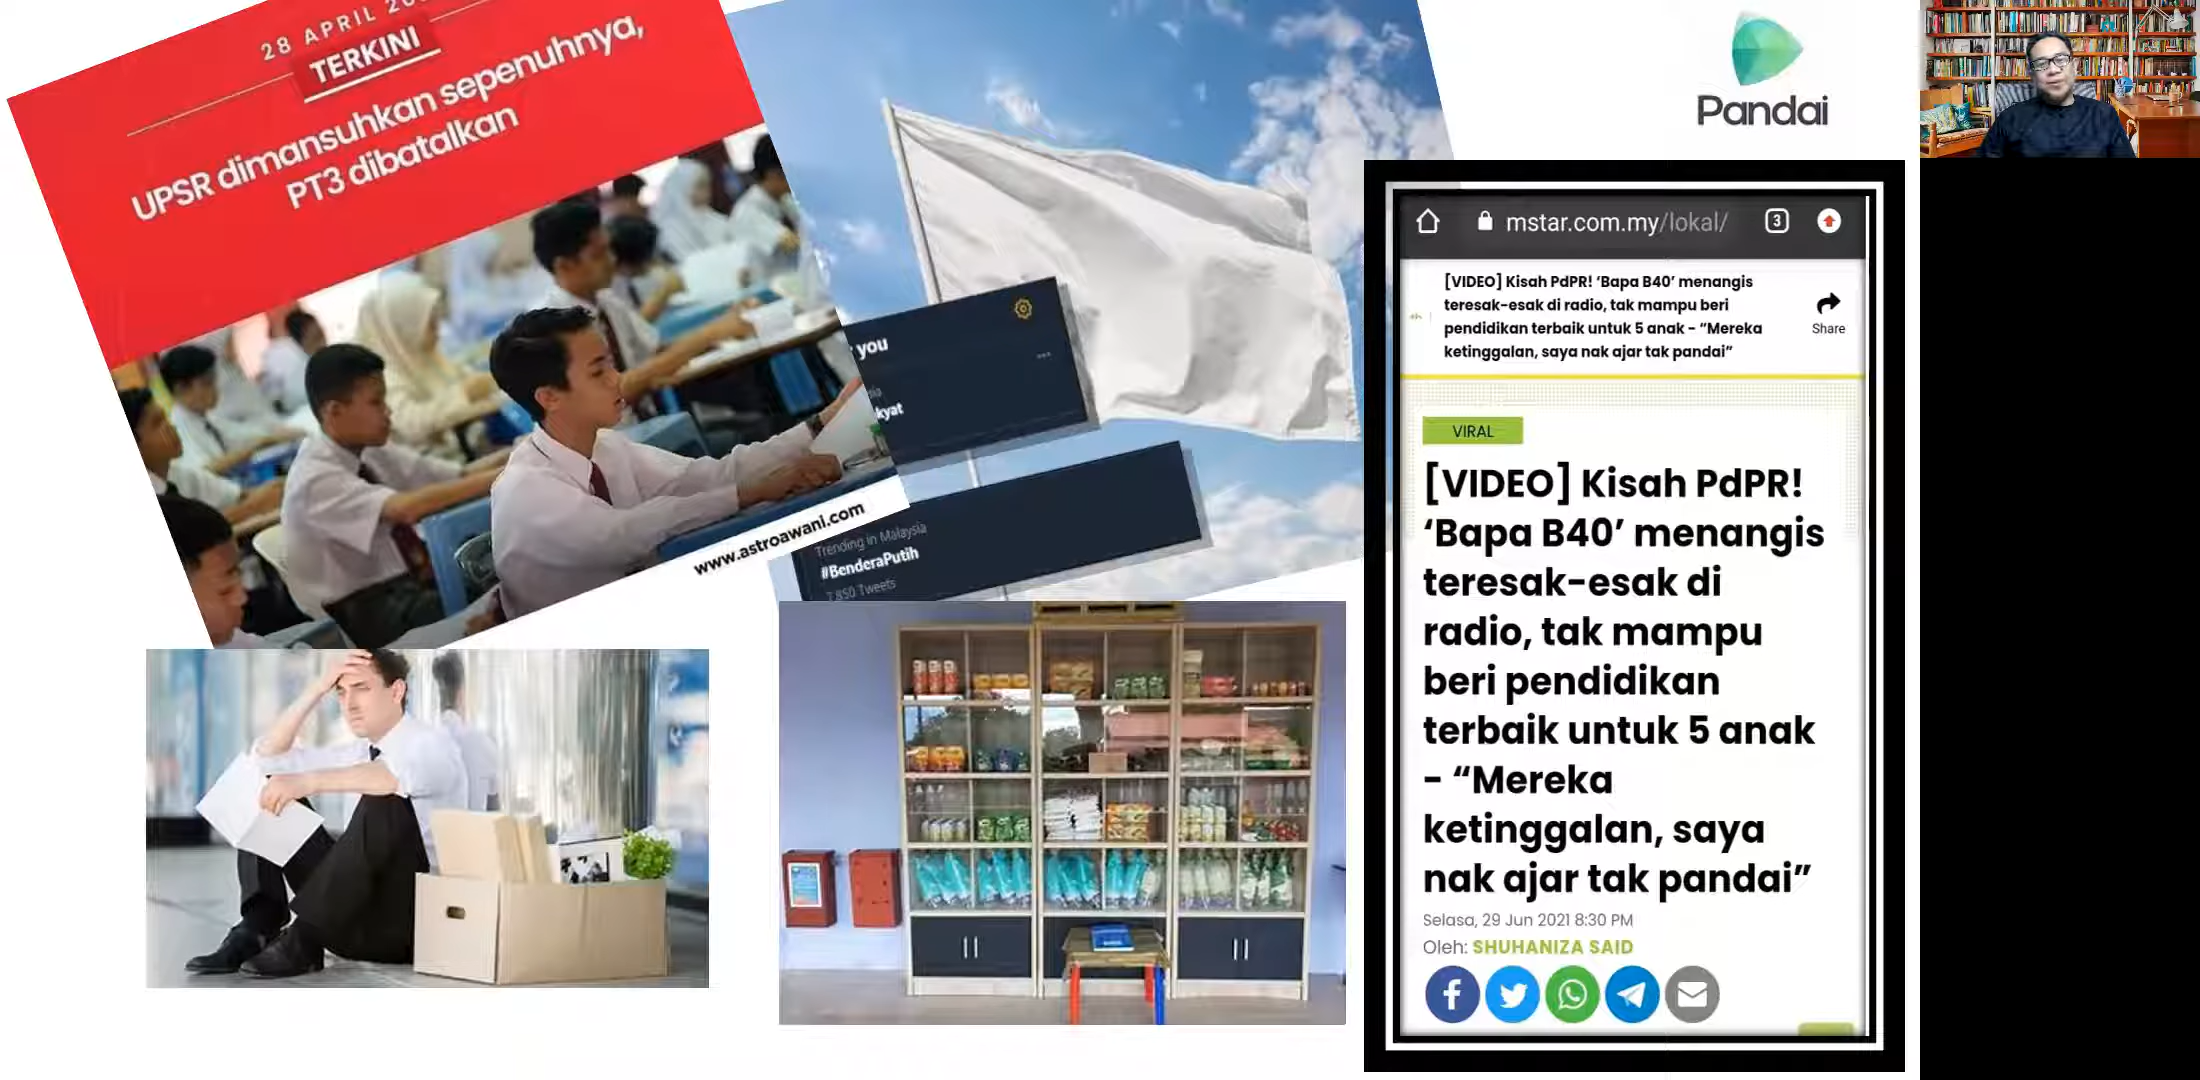 28 APRIL
TERKINI
UPSR dimansuhkan sepenuhnya,
PT3 dibatalkan
www.astroawani.com
you
kyat
Trending in Malaysia
#BenderaPutih
7,850 Tweets
Pandai
mstar.com.my/lokal/
3
[VIDEO] Kisah PdPR! ‘Bapa B40’ menangis
teresak-esak di radio, tak mampu beri
pendidikan terbaik untuk 5 anak - “Mereka
ketinggalan, saya nak ajar tak pandai”
Share
VIRAL
[VIDEO] Kisah PdPR!
‘Bapa B40’ menangis
teresak-esak di
radio, tak mampu
beri pendidikan
terbaik untuk 5 anak
- “Mereka
ketinggalan, saya
nak ajar tak pandai”
Selasa, 29 Jun 2021 8:30 PM
Oleh: SHUHANIZA SAID